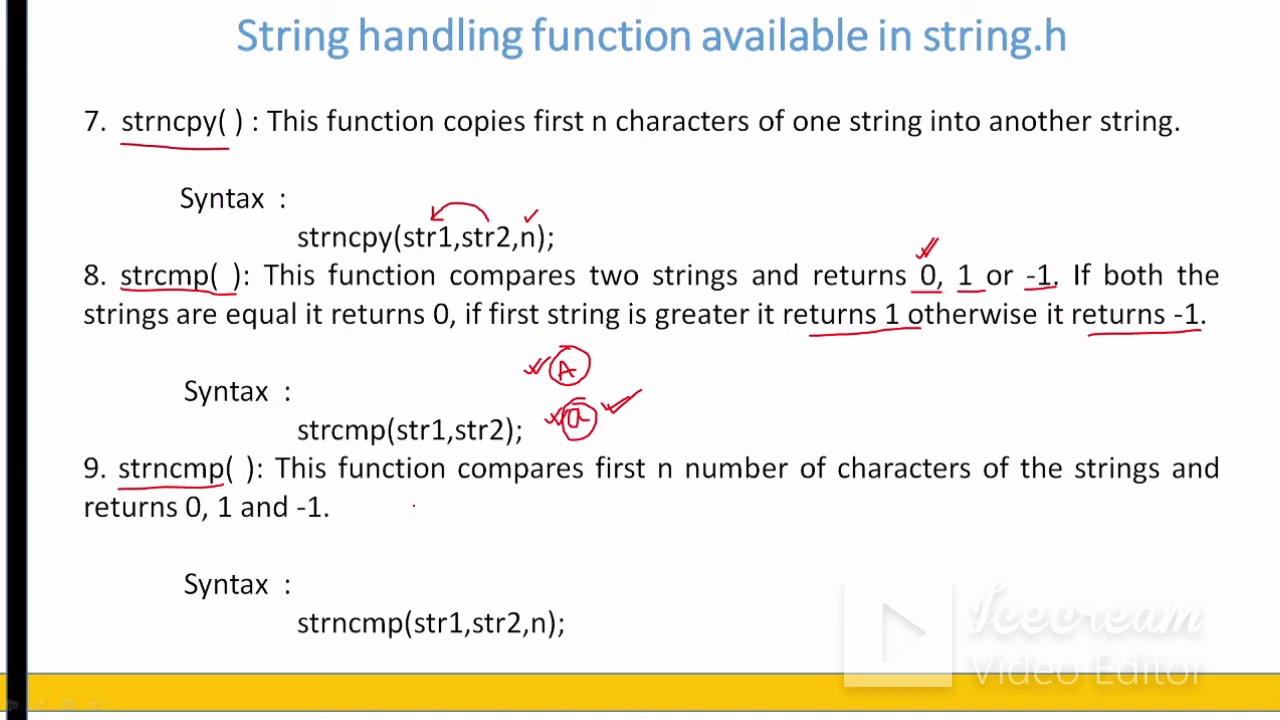 String handling function available in string.h
7. strncpy( ) : This function copies first n characters of one string into another string.
Syntax :
strncpy(str1,str2,n);
8. strcmp( ): This function compares two strings and returns 0, 1 or -1. If both the
strings are equal it returns 0, if first string is greater it returns 1 otherwise it returns -1.
A
Syntax :
a
strcmp(str1,str2);
9. strncmp( ): This function compares first n number of characters of the strings and
returns 0, 1 and -1.
Syntax :
strncmp(str1,str2,n);
Icecream
Video Editor